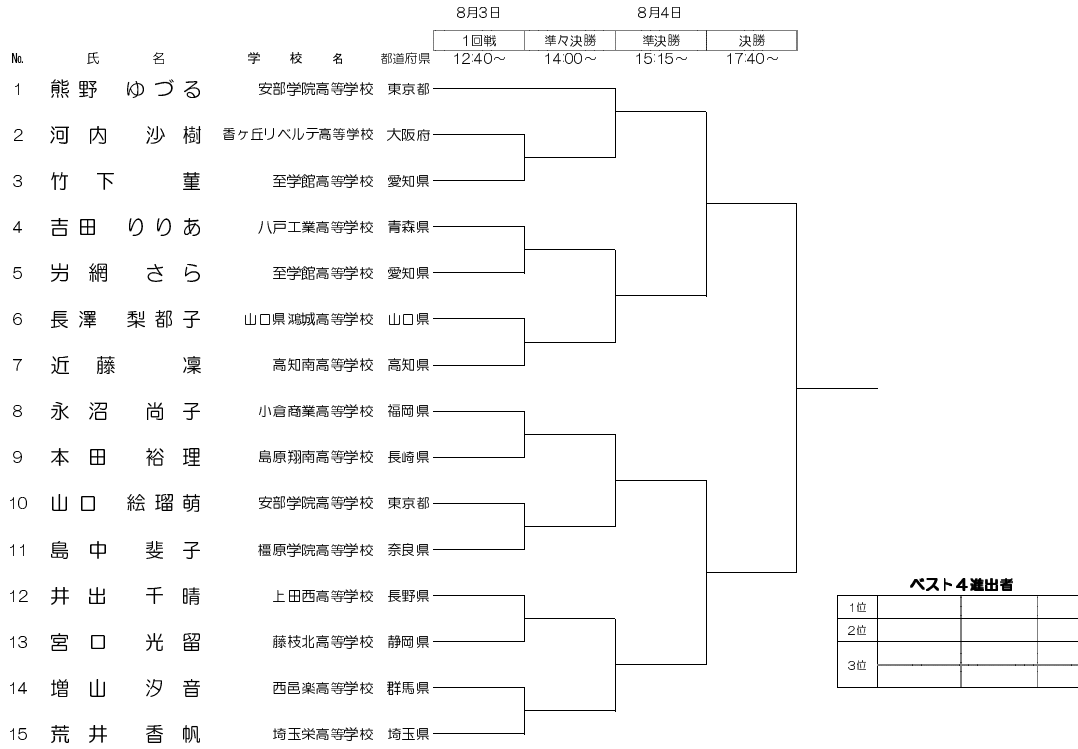 8月3日 8月4日
1回戦 準々決勝 準決勝 決勝
№ 氏 名 学 校 名 都道府県 12:40～ 14:00～ 15:15～ 17:40～
1 熊野 ゆづる 安部学院高等学校 東京都
2 河内 沙樹 香ヶ丘リベルテ高等学校 大阪府
3 竹下 菫 至学館高等学校 愛知県
4 吉田 りりあ 八戸工業高等学校 青森県
5 労網 さら 至学館高等学校 愛知県
6 長澤 梨都子 山口県鴻城高等学校 山口県
7 近藤 凜 高知南高等学校 高知県
8 永沼 尚子 小倉商業高等学校 福岡県
9 本田 裕理 島原翔南高等学校 長崎県
10 山口 絵瑠萌 安部学院高等学校 東京都
11 島中 斐子 橿原学院高等学校 奈良県
12 井出 千晴 上田西高等学校 長野県
13 宮口 光留 藤枝北高等学校 静岡県
14 増山 汐音 西邑楽高等学校 群馬県
15 荒井 香帆 埼玉栄高等学校 埼玉県
ベスト4進出者
1位
2位
3位